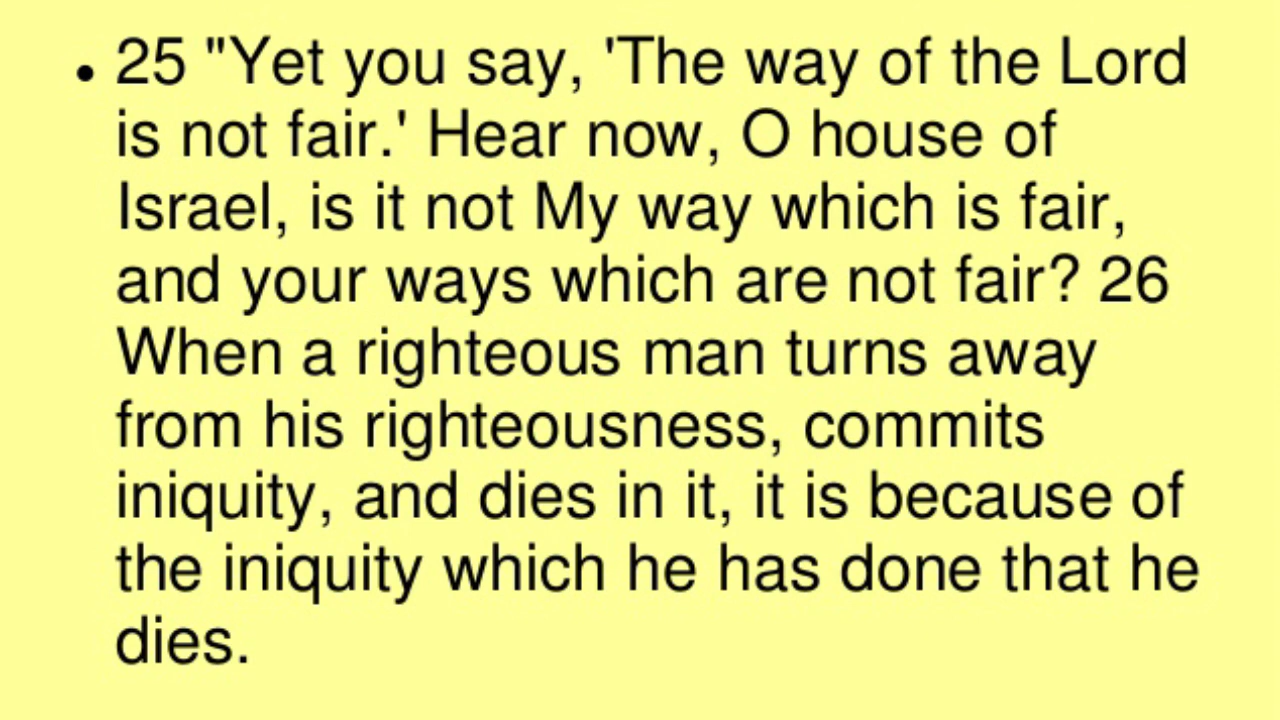 • 25 "Yet you say, 'The way of the Lord
is not fair.' Hear now, O house of
Israel, is it not My way which is fair,
and your ways which are not fair? 26
When a righteous man turns away
from his righteousness, commits
iniquity, and dies in it, it is because of
the iniquity which he has done that he
dies.